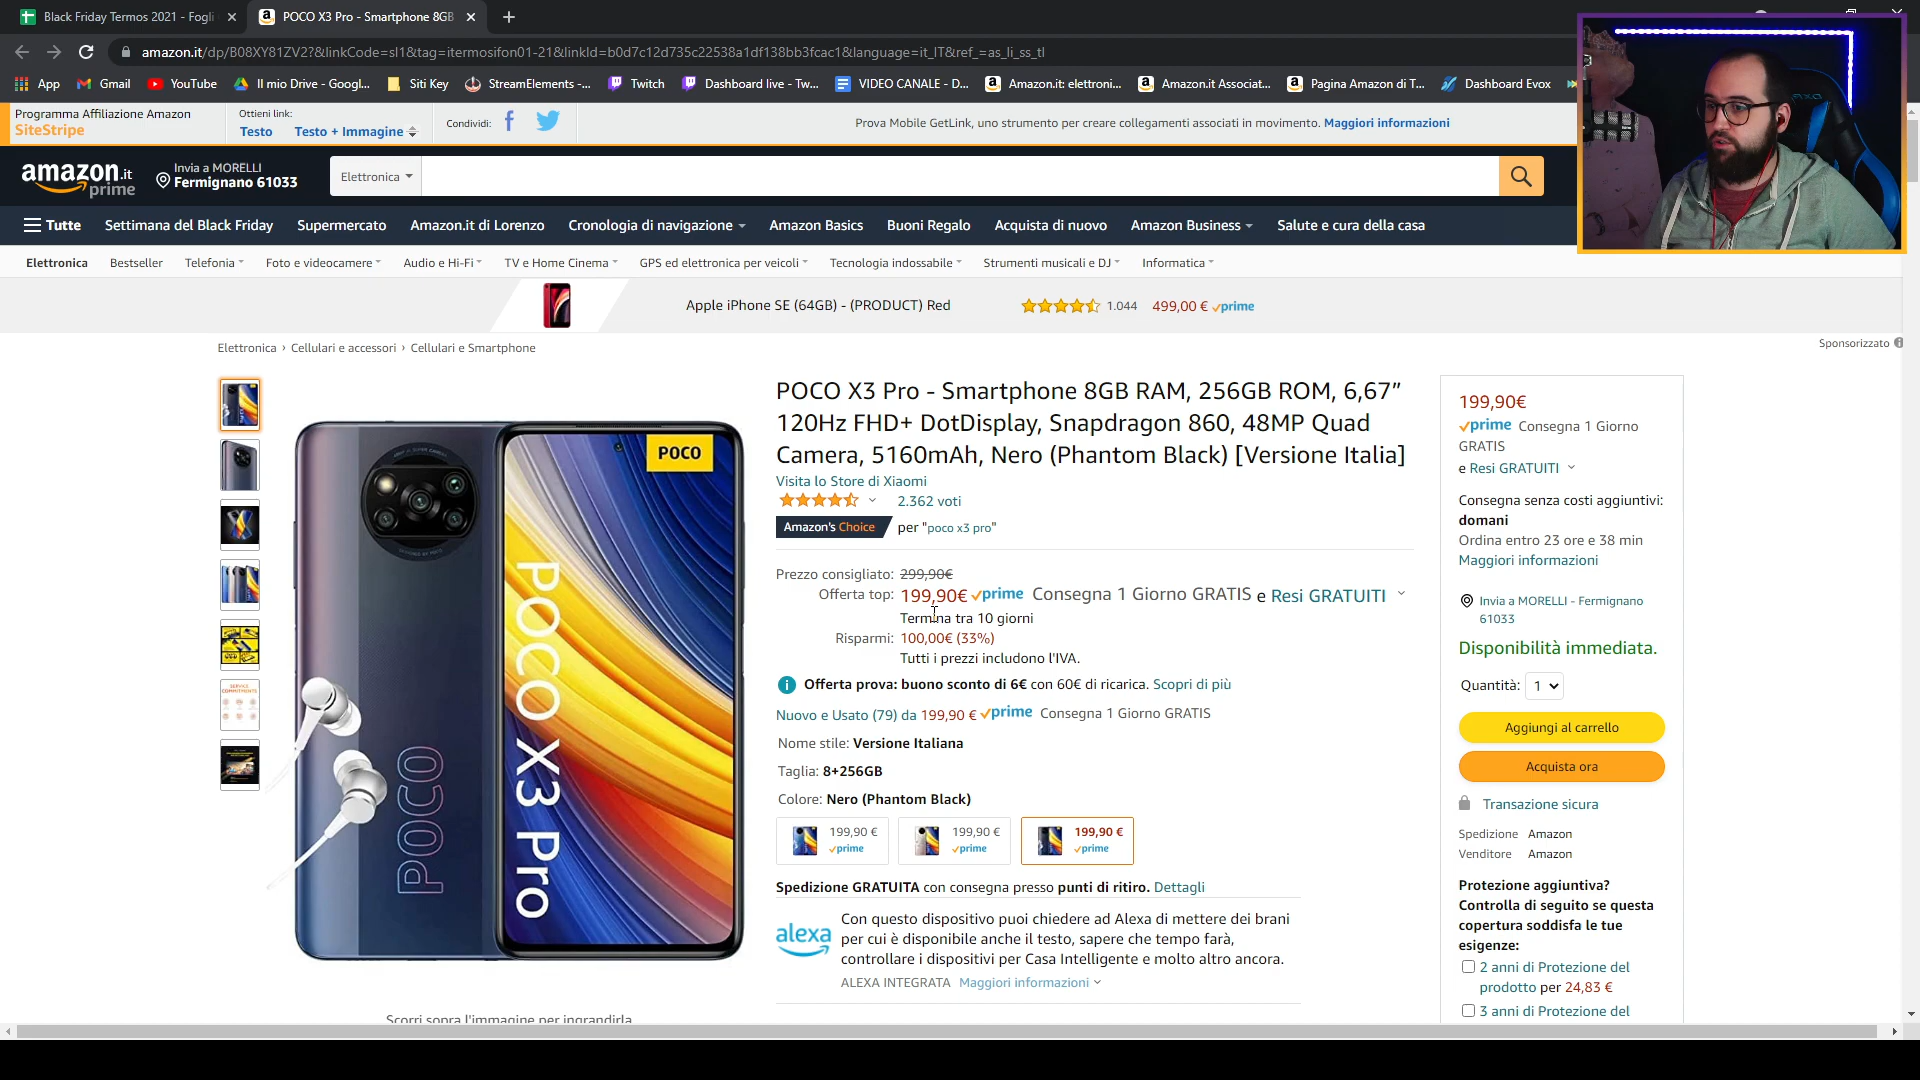 Black Friday Termos 2021 - Fogli
POCO X3 Pro - Smartphone 8GB
amazon.it/dp/B08XY81ZV2?&linkCode=sl1&tag=itermosifon01-21&linkId=b0d7c12d735c22538a1df138bb3fcac1&language=it_IT&ref_=as_li_ss_tl
App Gmail YouTube Il mio Drive - Googl... Siti Key StreamElements -... Twitch Dashboard live - Tw... VIDEO CANALE - D... Amazon.it: elettroni... Amazon.it Associat... Pagina Amazon di T... Dashboard Evox
Programma Affiliazione Amazon
SiteStripe
Ottieni link:
Testo Testo + Immagine
Condividi:
Prova Mobile GetLink, uno strumento per creare collegamenti associati in movimento. Maggiori informazioni
amazon.it
prime
Invia a MORELLI
Fermignano 61033
Elettronica
Tutte Settimana del Black Friday Supermercato Amazon.it di Lorenzo Cronologia di navigazione Amazon Basics Buoni Regalo Acquista di nuovo Amazon Business Salute e cura della casa
Elettronica Bestseller Telefonia Foto e videocamere Audio e Hi-Fi TV e Home Cinema GPS ed elettronica per veicoli Tecnologia indossabile Strumenti musicali e DJ Informatica
Apple iPhone SE (64GB) - (PRODUCT) Red 1.044 499,00 € prime
Sponsorizzato
Elettronica › Cellulari e accessori › Cellulari e Smartphone
POCO
POCO X3 Pro
POCO
POCO X3 Pro - Smartphone 8GB RAM, 256GB ROM, 6,67”
120Hz FHD+ DotDisplay, Snapdragon 860, 48MP Quad
Camera, 5160mAh, Nero (Phantom Black) [Versione Italia]
Visita lo Store di Xiaomi
2.362 voti
Amazon's Choice per "poco x3 pro"
Prezzo consigliato: 299,90€
Offerta top: 199,90€ prime Consegna 1 Giorno GRATIS e Resi GRATUITI
Termina tra 10 giorni
Risparmi: 100,00€ (33%)
Tutti i prezzi includono l'IVA.
Offerta prova: buono sconto di 6€ con 60€ di ricarica. Scopri di più
Nuovo e Usato (79) da 199,90 € prime Consegna 1 Giorno GRATIS
Nome stile: Versione Italiana
Taglia: 8+256GB
Colore: Nero (Phantom Black)
199,90 € 199,90 € 199,90 €
prime prime prime
Spedizione GRATUITA con consegna presso punti di ritiro. Dettagli
alexa
Con questo dispositivo puoi chiedere ad Alexa di mettere dei brani
per cui è disponibile anche il testo, sapere che tempo farà,
controllare i dispositivi per Casa Intelligente e molto altro ancora.
ALEXA INTEGRATA Maggiori informazioni
Scorri sopra l'immagine per ingrandirla
199,90€
prime Consegna 1 Giorno
GRATIS
e Resi GRATUITI
Consegna senza costi aggiuntivi:
domani
Ordina entro 23 ore e 38 min
Maggiori informazioni
Invia a MORELLI - Fermignano
61033
Disponibilità immediata.
Quantità: 1
Aggiungi al carrello
Acquista ora
Transazione sicura
Spedizione Amazon
Venditore Amazon
Protezione aggiuntiva?
Controlla di seguito se questa
copertura soddisfa le tue
esigenze:
2 anni di Protezione del
prodotto per 24,83 €
3 anni di Protezione del